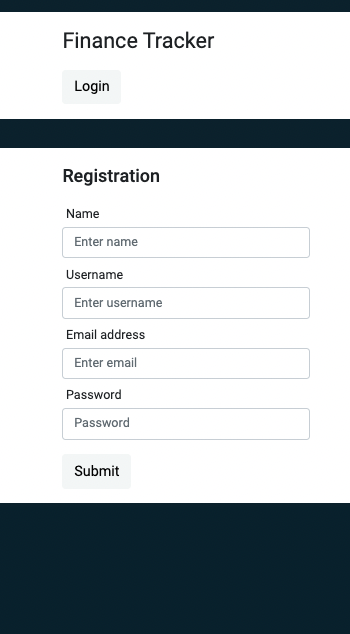 Finance Tracker
Login
Registration
Name
Enter name
Username
Enter username
Email address
Enter email
Password
Password
Submit